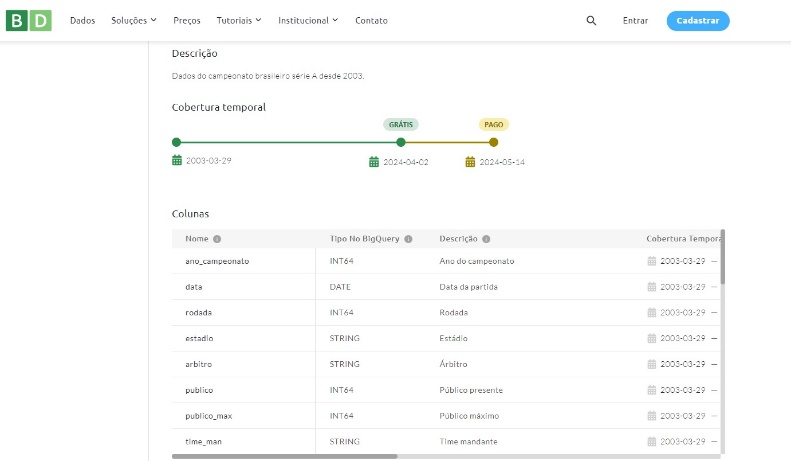 BD Dados Soluções Preços Tutoriais Institucional Contato Entrar Cadastrar
Descrição
Dados do campeonato brasileiro série A desde 2003.
Cobertura temporal
GRÁTIS PAGO
2003-03-29 2024-04-02 2024-05-14
Colunas
Nome Tipo No BigQuery Descrição Cobertura Tempora
ano_campeonato INT64 Ano do campeonato 2003-03-29 —
data DATE Data da partida 2003-03-29 —
rodada INT64 Rodada 2003-03-29 —
estadio STRING Estádio 2003-03-29 —
arbitro STRING Árbitro 2003-03-29 —
publico INT64 Público presente 2003-03-29 —
publico_max INT64 Público máximo 2003-03-29 —
time_man STRING Time mandante 2003-03-29 —